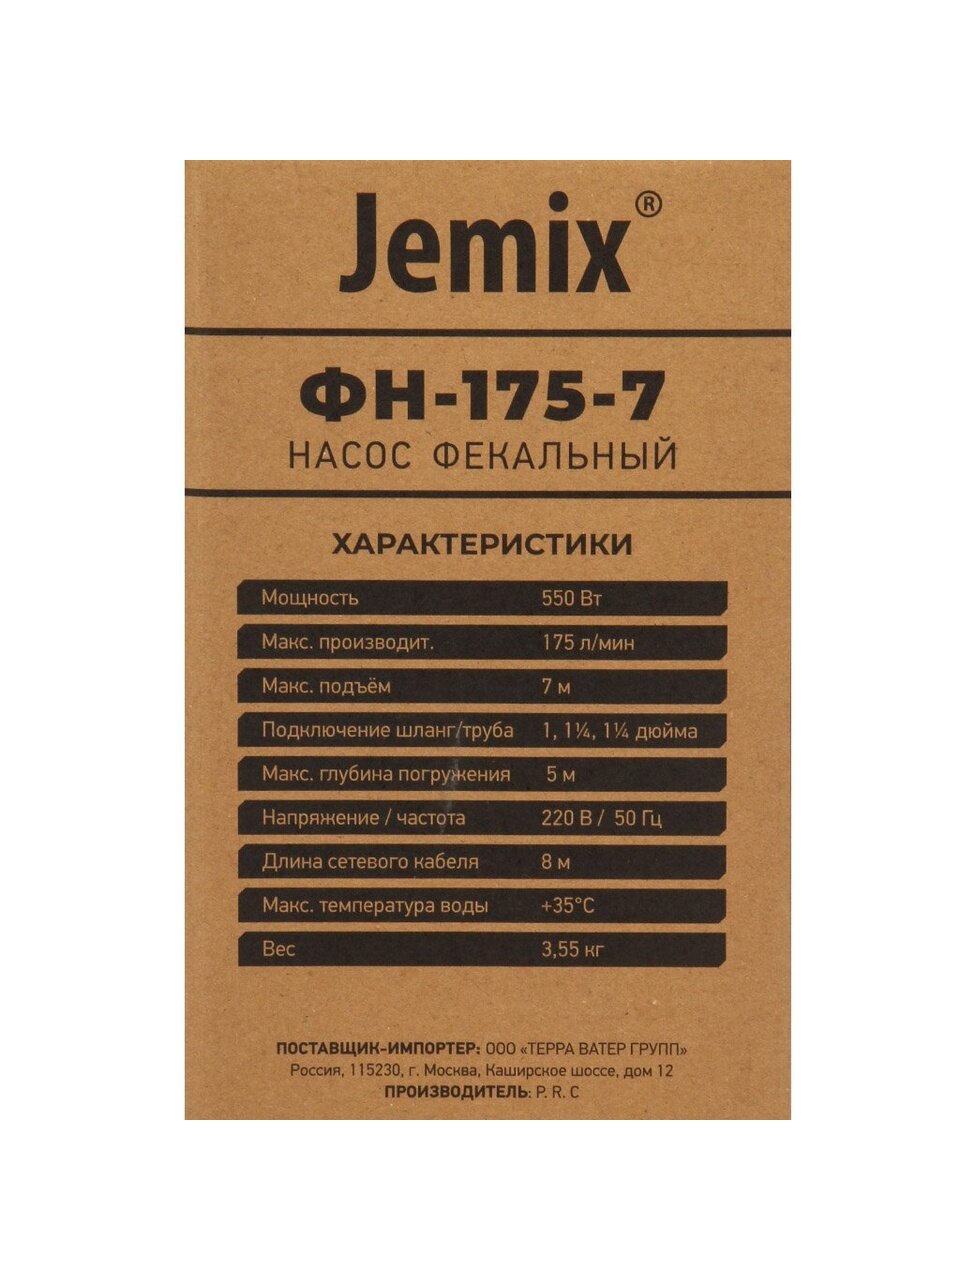 Jemix®
ФН-175-7
НАСОС ФЕКАЛЬНЫЙ
ХАРАКТЕРИСТИКИ
Мощность 550 Вт
Макс. производит. 175 л/мин
Макс. подъём 7 м
Подключение шланг/труба 1, 1¼, 1¼ дюйма
Макс. глубина погружения 5 м
Напряжение / частота 220 В / 50 Гц
Длина сетевого кабеля 8 м
Макс. температура воды +35°С
Вес 3,55 кг
ПОСТАВЩИК-ИМПОРТЕР: ООО «ТЕРРА ВАТЕР ГРУПП»
Россия, 115230, г. Москва, Каширское шоссе, дом 12
ПРОИЗВОДИТЕЛЬ: P. R. C